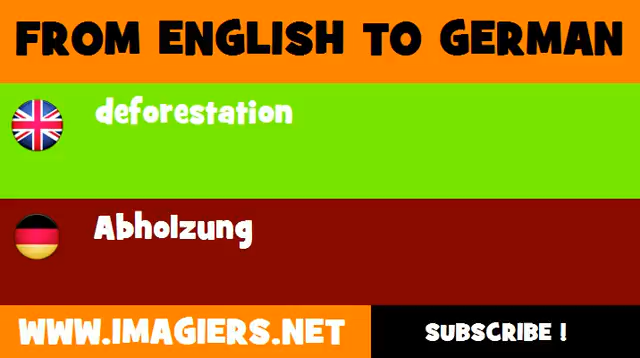 FROM ENGLISH TO GERMAN
deforestation
Abholzung
WWW.IMAGIERS.NET
SUBSCRIBE !